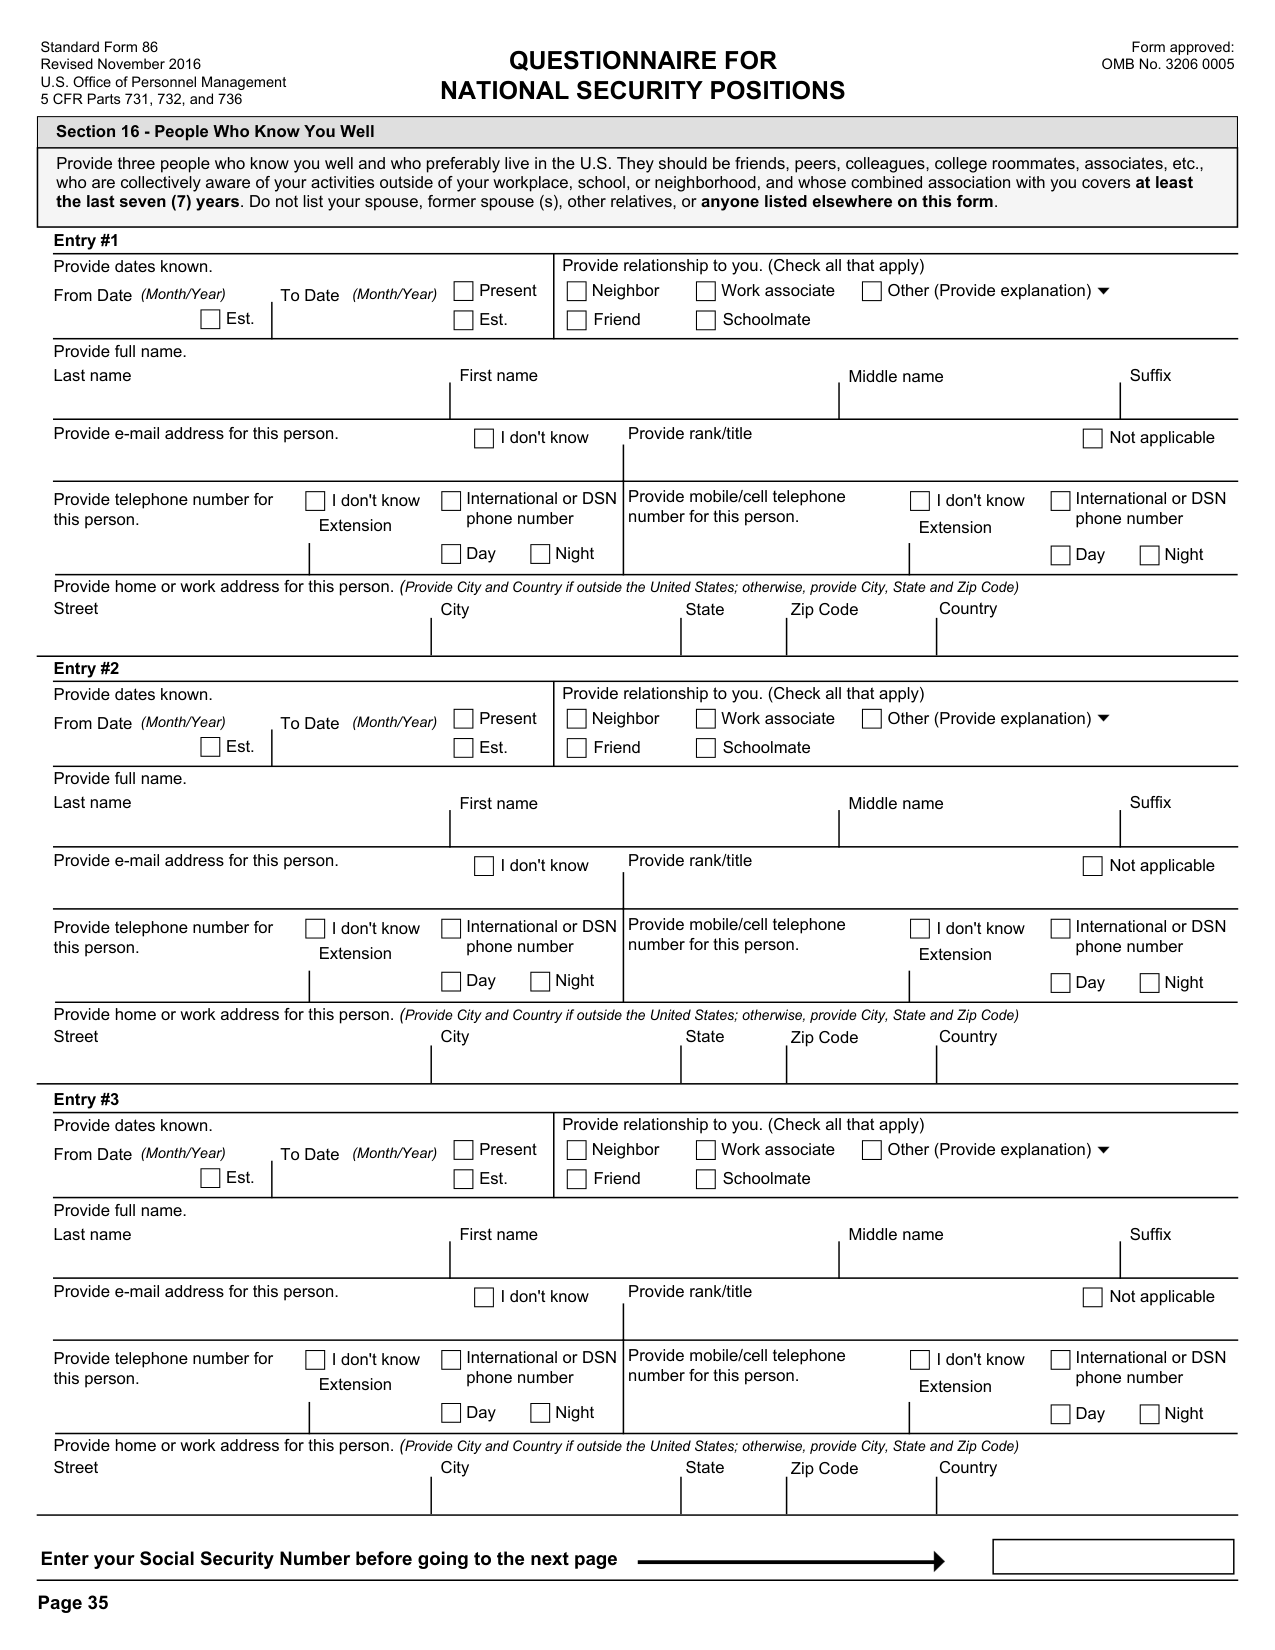 Standard Form 86
Revised November 2016
U.S. Office of Personnel Management
5 CFR Parts 731, 732, and 736
QUESTIONNAIRE FOR
NATIONAL SECURITY POSITIONS
Form approved:
OMB No. 3206 0005
Section 16 - People Who Know You Well
Provide three people who know you well and who preferably live in the U.S. They should be friends, peers, colleagues, college roommates, associates, etc.,
who are collectively aware of your activities outside of your workplace, school, or neighborhood, and whose combined association with you covers at least
the last seven (7) years. Do not list your spouse, former spouse (s), other relatives, or anyone listed elsewhere on this form.
Entry #1
Provide dates known.
From Date (Month/Year) To Date (Month/Year) Present
Est. Est.
Provide relationship to you. (Check all that apply)
Neighbor Work associate Other (Provide explanation)
Friend Schoolmate
Provide full name.
Last name First name Middle name Suffix
Provide e-mail address for this person. I don't know Provide rank/title Not applicable
Provide telephone number for
this person.
I don't know
Extension
International or DSN
phone number
Day Night
Provide mobile/cell telephone
number for this person.
I don't know
Extension
International or DSN
phone number
Day Night
Provide home or work address for this person. (Provide City and Country if outside the United States; otherwise, provide City, State and Zip Code)
Street City State Zip Code Country
Entry #2
Provide dates known.
From Date (Month/Year) To Date (Month/Year) Present
Est. Est.
Provide relationship to you. (Check all that apply)
Neighbor Work associate Other (Provide explanation)
Friend Schoolmate
Provide full name.
Last name First name Middle name Suffix
Provide e-mail address for this person. I don't know Provide rank/title Not applicable
Provide telephone number for
this person.
I don't know
Extension
International or DSN
phone number
Day Night
Provide mobile/cell telephone
number for this person.
I don't know
Extension
International or DSN
phone number
Day Night
Provide home or work address for this person. (Provide City and Country if outside the United States; otherwise, provide City, State and Zip Code)
Street City State Zip Code Country
Entry #3
Provide dates known.
From Date (Month/Year) To Date (Month/Year) Present
Est. Est.
Provide relationship to you. (Check all that apply)
Neighbor Work associate Other (Provide explanation)
Friend Schoolmate
Provide full name.
Last name First name Middle name Suffix
Provide e-mail address for this person. I don't know Provide rank/title Not applicable
Provide telephone number for
this person.
I don't know
Extension
International or DSN
phone number
Day Night
Provide mobile/cell telephone
number for this person.
I don't know
Extension
International or DSN
phone number
Day Night
Provide home or work address for this person. (Provide City and Country if outside the United States; otherwise, provide City, State and Zip Code)
Street City State Zip Code Country
Enter your Social Security Number before going to the next page
Page 35